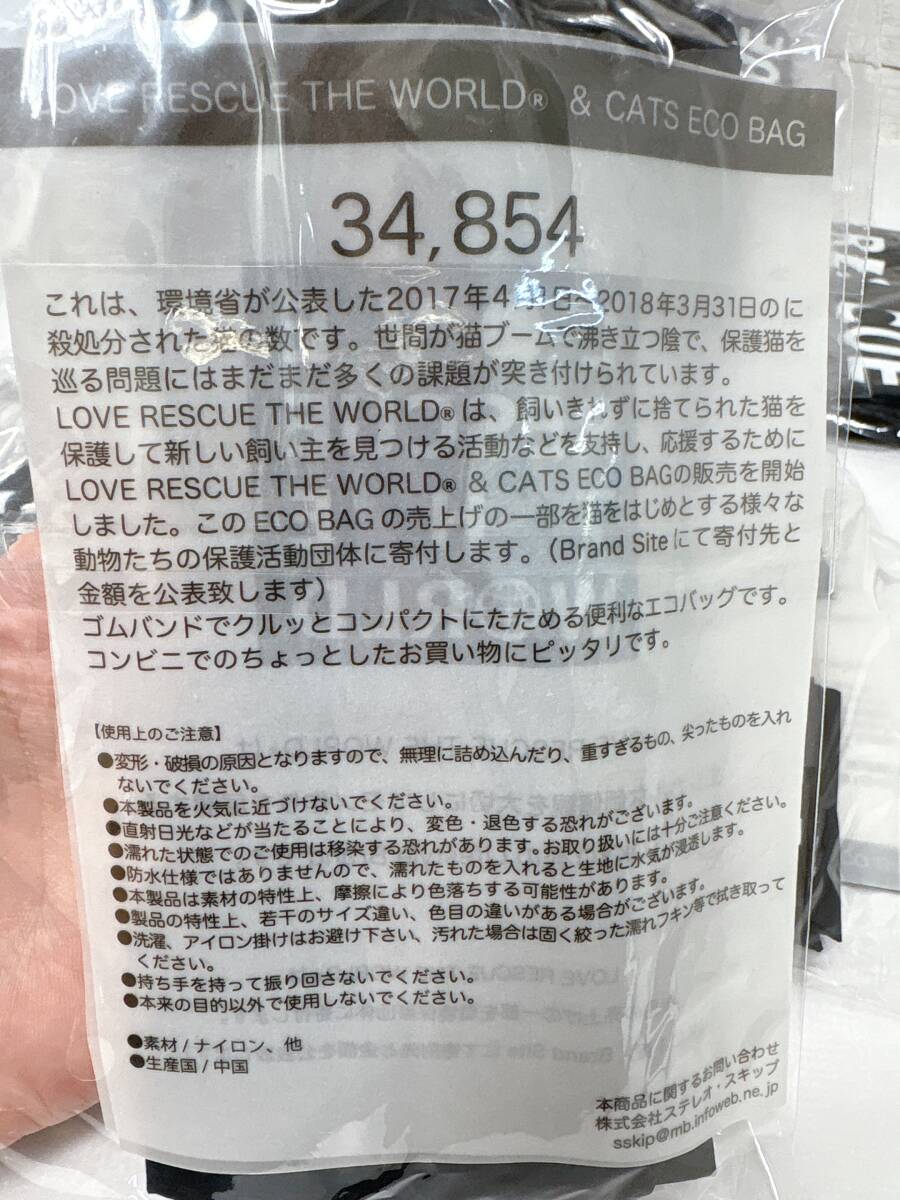 LOVE RESCUE THE WORLD® & CATS ECO BAG
34,854
これは、環境省が公表した2017年4月1日〜2018年3月31日のに
殺処分された猫の数です。世間が猫ブームで沸き立つ陰で、保護猫を
巡る問題にはまだまだ多くの課題が突き付けられています。
LOVE RESCUE THE WORLD®は、飼いきれずに捨てられた猫を
保護して新しい飼い主を見つける活動などを支持し、応援するために
LOVE RESCUE THE WORLD® & CATS ECO BAGの販売を開始
しました。このECO BAGの売上げの一部を猫をはじめとする様々な
動物たちの保護活動団体に寄付します。（Brand Siteにて寄付先と
金額を公表致します）
ゴムバンドでクルッとコンパクトにたためる便利なエコバッグです。
コンビニでのちょっとしたお買い物にピッタリです。
【使用上のご注意】
●変形・破損の原因となりますので、無理に詰め込んだり、重すぎるもの、尖ったものを入れ
ないでください。
●本製品を火気に近づけないでください。
●直射日光などが当たることにより、変色・退色する恐れがございます。
●濡れた状態でのご使用は移染する恐れがあります。お取り扱いには十分ご注意ください。
●防水仕様ではありませんので、濡れたものを入れると生地に水気が浸透します。
●本製品は素材の特性上、摩擦により色落ちする可能性があります。
●製品の特性上、若干のサイズ違い、色目の違いがある場合がございます。
●洗濯、アイロン掛けはお避け下さい、汚れた場合は固く絞った濡れフキン等で拭き取って
ください。
●持ち手を持って振り回さないでください。
●本来の目的以外で使用しないでください。
●素材/ナイロン、他
●生産国/中国
本商品に関するお問い合わせ
株式会社ステレオ・スキップ
sskip@mb.infoweb.ne.jp